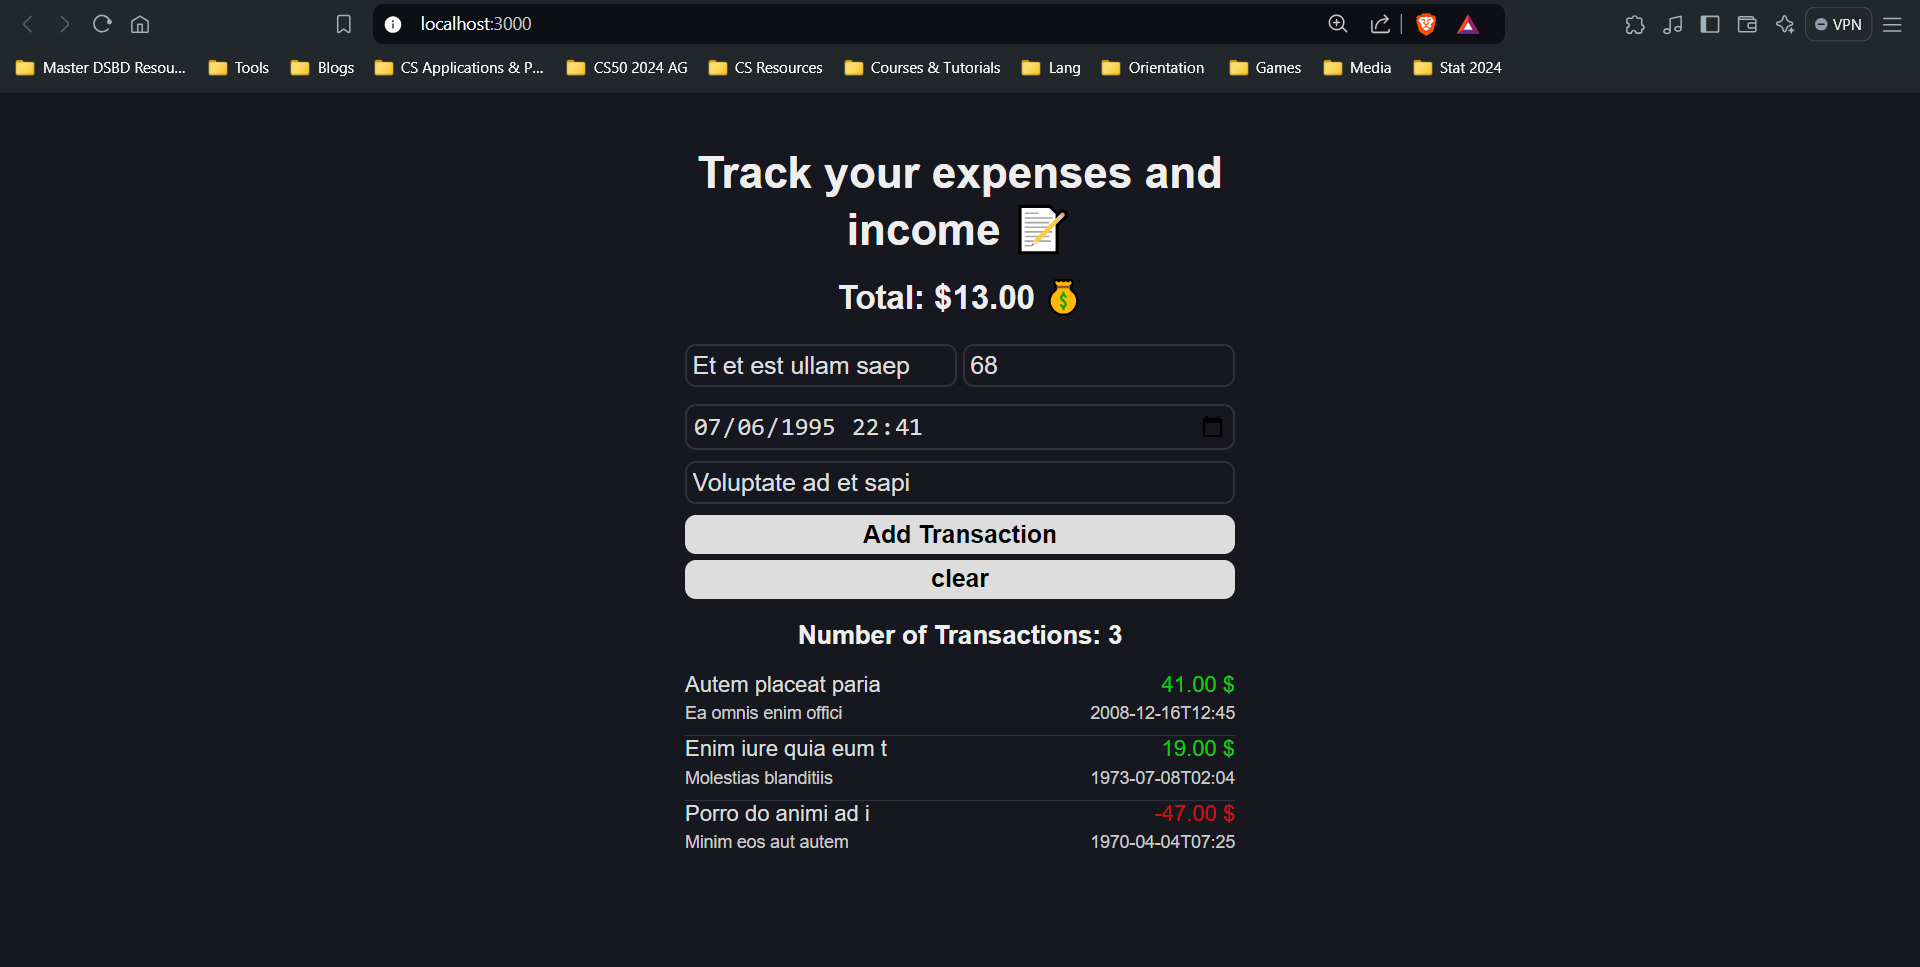 localhost:3000
VPN
Master DSBD Resou... Tools Blogs CS Applications & P... CS50 2024 AG CS Resources Courses & Tutorials Lang Orientation Games Media Stat 2024
Track your expenses and
income 📝
Total: $13.00 💰
Et et est ullam saep 68
07/06/1995 22:41
Voluptate ad et sapi
Add Transaction
clear
Number of Transactions: 3
Autem placeat paria 41.00 $
Ea omnis enim offici 2008-12-16T12:45
Enim iure quia eum t 19.00 $
Molestias blanditiis 1973-07-08T02:04
Porro do animi ad i -47.00 $
Minim eos aut autem 1970-04-04T07:25